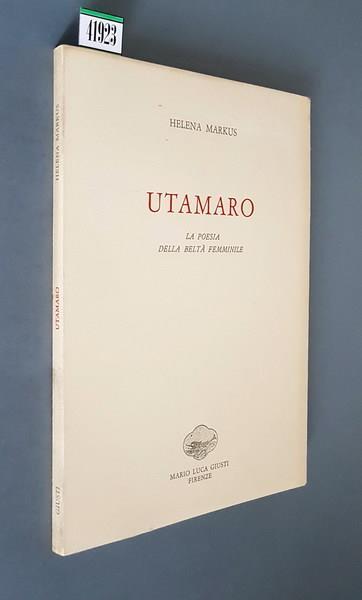 41923
HELENA MARKUS
UTAMARO
LA POESIA
DELLA BELTÀ FEMMINILE
MARIO LUCA GIUSTI
FIRENZE
HELENA MARKUS
UTAMARO
GIUSTI